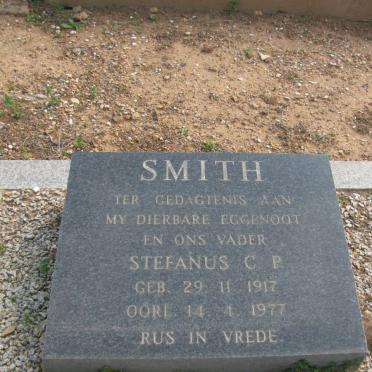 SMITH
TER GEDAGTENIS AAN
MY DIERBARE EGGENOOT
EN ONS VADER
STEFANUS C P
GEB. 29. 11. 1917
OORL. 14. 4. 1977
RUS IN VREDE.